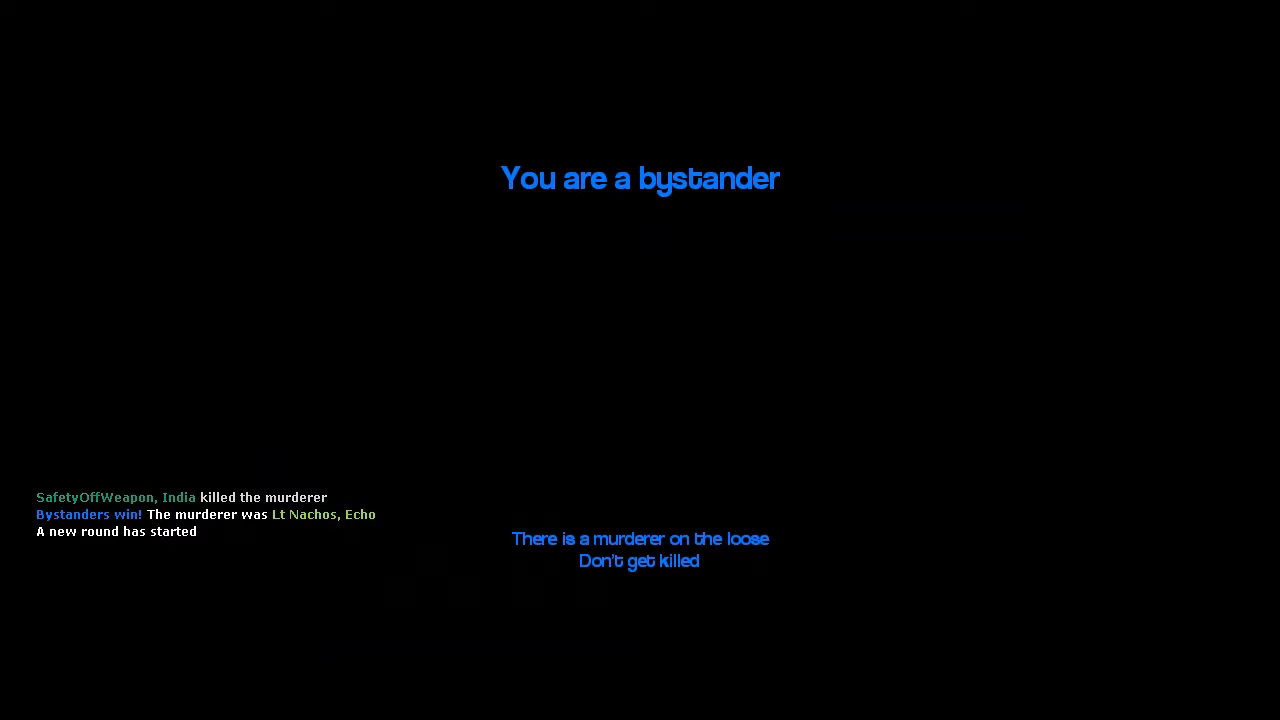 You are a bystander
SafetyOffWeapon, India killed the murderer
Bystanders win! The murderer was Lt Nachos, Echo
A new round has started
There is a murderer on the loose
Don't get killed